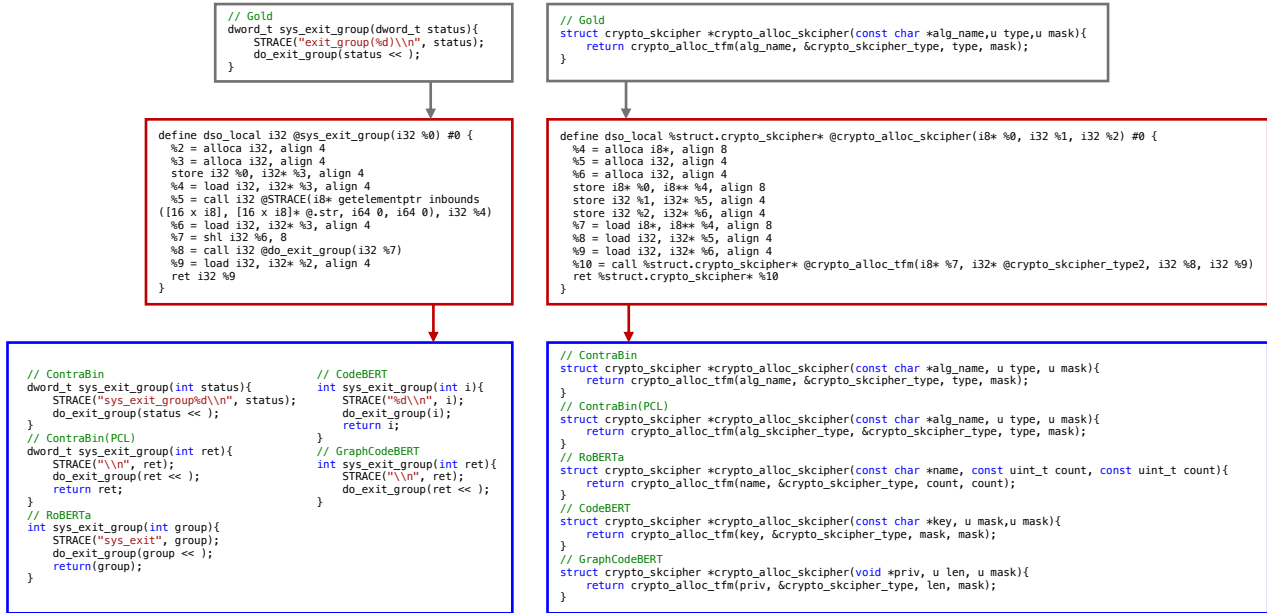 // Gold
dword_t sys_exit_group(dword_t status){
    STRACE("exit_group(%d)\\n", status);
    do_exit_group(status << );
}
// Gold
struct crypto_skcipher *crypto_alloc_skcipher(const char *alg_name,u type,u mask){
    return crypto_alloc_tfm(alg_name, &crypto_skcipher_type, type, mask);
}
define dso_local i32 @sys_exit_group(i32 %0) #0 {
  %2 = alloca i32, align 4
  %3 = alloca i32, align 4
  store i32 %0, i32* %3, align 4
  %4 = load i32, i32* %3, align 4
  %5 = call i32 @STRACE(i8* getelementptr inbounds
([16 x i8], [16 x i8]* @.str, i64 0, i64 0), i32 %4)
  %6 = load i32, i32* %3, align 4
  %7 = shl i32 %6, 8
  %8 = call i32 @do_exit_group(i32 %7)
  %9 = load i32, i32* %2, align 4
  ret i32 %9
}
define dso_local %struct.crypto_skcipher* @crypto_alloc_skcipher(i8* %0, i32 %1, i32 %2) #0 {
  %4 = alloca i8*, align 8
  %5 = alloca i32, align 4
  %6 = alloca i32, align 4
  store i8* %0, i8** %4, align 8
  store i32 %1, i32* %5, align 4
  store i32 %2, i32* %6, align 4
  %7 = load i8*, i8** %4, align 8
  %8 = load i32, i32* %5, align 4
  %9 = load i32, i32* %6, align 4
  %10 = call %struct.crypto_skcipher* @crypto_alloc_tfm(i8* %7, i32* @crypto_skcipher_type2, i32 %8, i32 %9)
  ret %struct.crypto_skcipher* %10
}
// ContraBin
dword_t sys_exit_group(int status){
    STRACE("sys_exit_group%d\\n", status);
    do_exit_group(status << );
}
// ContraBin(PCL)
dword_t sys_exit_group(int ret){
    STRACE("\\n", ret);
    do_exit_group(ret << );
    return ret;
}
// RoBERTa
int sys_exit_group(int group){
    STRACE("sys_exit", group);
    do_exit_group(group << );
    return(group);
}
// CodeBERT
int sys_exit_group(int i){
    STRACE("%d\\n", i);
    do_exit_group(i);
    return i;
}
// GraphCodeBERT
int sys_exit_group(int ret){
    STRACE("\\n", ret);
    do_exit_group(ret << );
}
// ContraBin
struct crypto_skcipher *crypto_alloc_skcipher(const char *alg_name, u type, u mask){
    return crypto_alloc_tfm(alg_name, &crypto_skcipher_type, type, mask);
}
// ContraBin(PCL)
struct crypto_skcipher *crypto_alloc_skcipher(const char *alg_name, u type, u mask){
    return crypto_alloc_tfm(alg_skcipher_type, &crypto_skcipher_type, type, mask);
}
// RoBERTa
struct crypto_skcipher *crypto_alloc_skcipher(const char *name, const uint_t count, const uint_t count){
    return crypto_alloc_tfm(name, &crypto_skcipher_type, count, count);
}
// CodeBERT
struct crypto_skcipher *crypto_alloc_skcipher(const char *key, u mask,u mask){
    return crypto_alloc_tfm(key, &crypto_skcipher_type, mask, mask);
}
// GraphCodeBERT
struct crypto_skcipher *crypto_alloc_skcipher(void *priv, u len, u mask){
    return crypto_alloc_tfm(priv, &crypto_skcipher_type, len, mask);
}